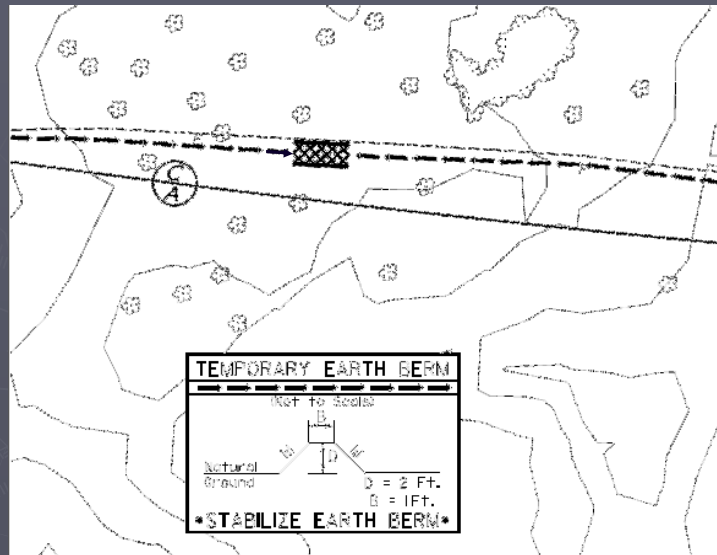 C
A
TEMPORARY EARTH BERM
(Not to Scale)
B
D
Natural
Ground
D = 2 Ft.
B = 1Ft.
*STABILIZE EARTH BERM*